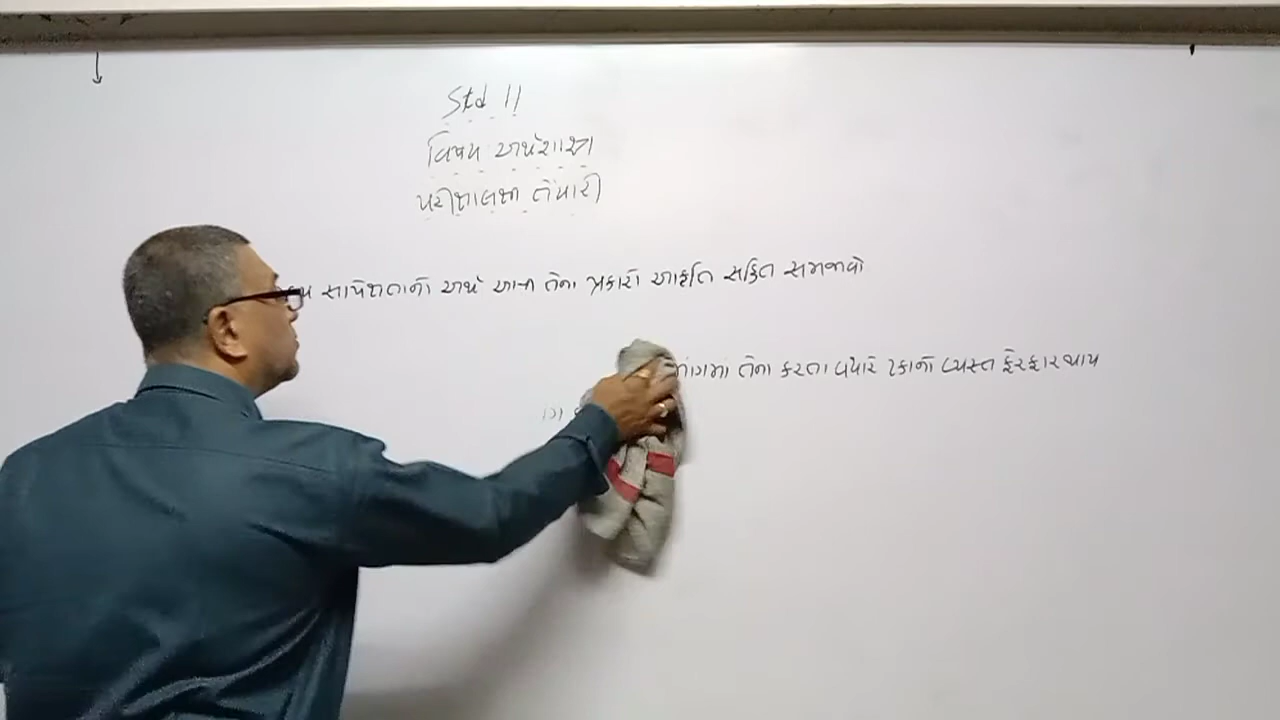 Std 11
વિષય અર્થશાસ્ત્ર
પરીક્ષાલક્ષી તૈયારી
સાપેક્ષતાનો અર્થ આપી તેના પ્રકારો આકૃતિ સહિત સમજાવો
માંગમાં તેના કરતા વધારે ટકાનો વ્યસ્ત ફેરફાર થાય